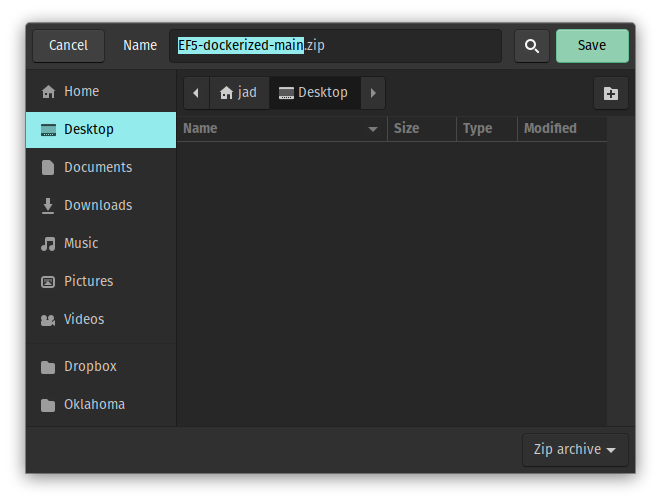 Cancel Name EF5-dockerized-main.zip Save
Home
jad Desktop
Desktop
Name Size Type Modified
Documents
Downloads
Music
Pictures
Videos
Dropbox
Oklahoma
Zip archive